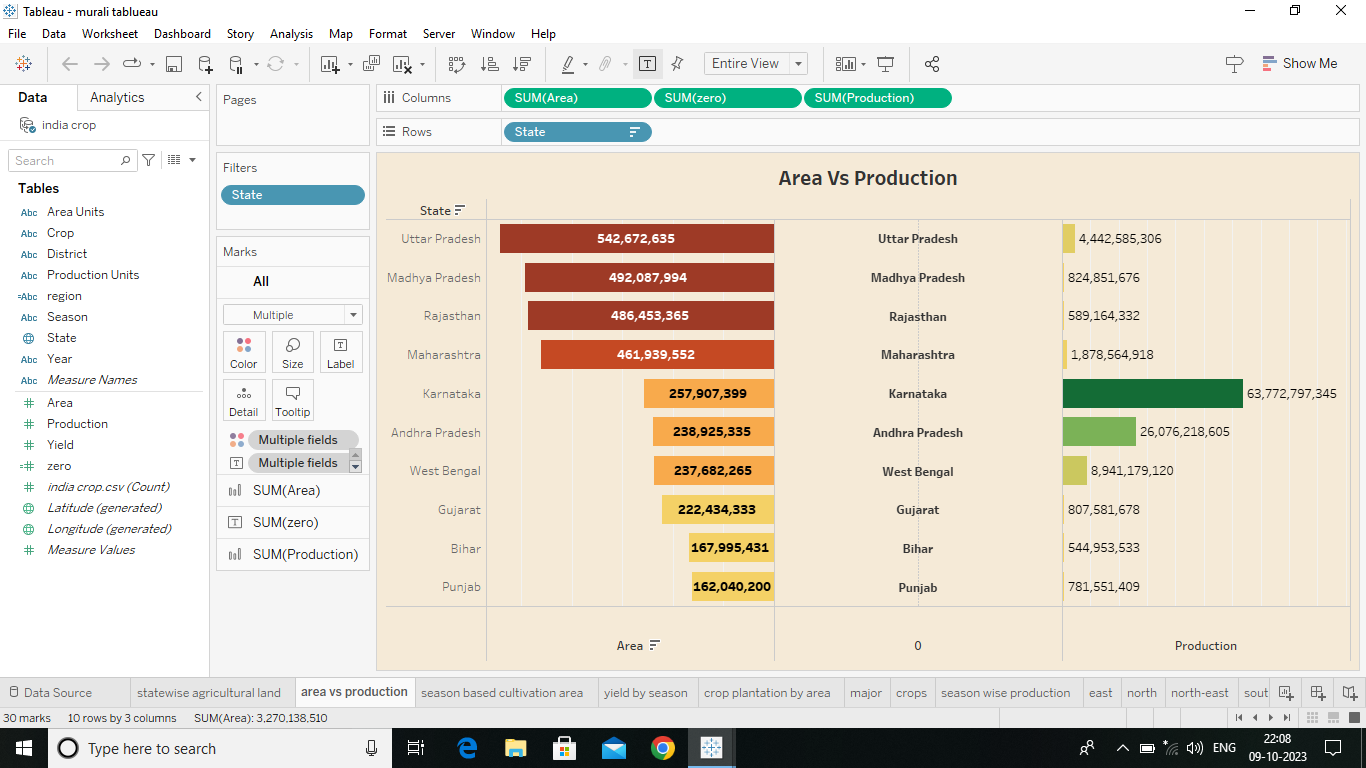 Tableau - murali tablueau
File Data Worksheet Dashboard Story Analysis Map Format Server Window Help
Entire View
Show Me
Data Analytics
india crop
Search
Tables
Abc Area Units
Abc Crop
Abc District
Abc Production Units
=Abc region
Abc Season
State
Abc Year
Abc Measure Names
# Area
# Production
# Yield
=# zero
# india crop.csv (Count)
Latitude (generated)
Longitude (generated)
# Measure Values
Pages
Filters
State
Marks
All
Multiple
Color Size Label
Detail Tooltip
Multiple fields
Multiple fields
SUM(Area)
SUM(zero)
SUM(Production)
Columns SUM(Area) SUM(zero) SUM(Production)
Rows State
Area Vs Production
State
Uttar Pradesh 542,672,635 Uttar Pradesh 4,442,585,306
Madhya Pradesh 492,087,994 Madhya Pradesh 824,851,676
Rajasthan 486,453,365 Rajasthan 589,164,332
Maharashtra 461,939,552 Maharashtra 1,878,564,918
Karnataka 257,907,399 Karnataka 63,772,797,345
Andhra Pradesh 238,925,335 Andhra Pradesh 26,076,218,605
West Bengal 237,682,265 West Bengal 8,941,179,120
Gujarat 222,434,333 Gujarat 807,581,678
Bihar 167,995,431 Bihar 544,953,533
Punjab 162,040,200 Punjab 781,551,409
Area 0 Production
Data Source statewise agricultural land area vs production season based cultivation area yield by season crop plantation by area major crops season wise production east north north-east sout
30 marks 10 rows by 3 columns SUM(Area): 3,270,138,510
Type here to search
ENG
22:08
09-10-2023